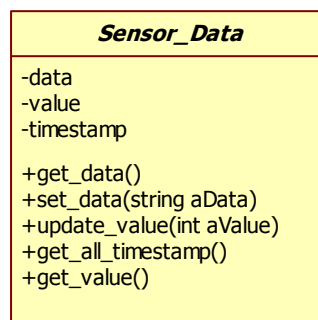 Sensor_Data
-data
-value
-timestamp
+get_data()
+set_data(string aData)
+update_value(int aValue)
+get_all_timestamp()
+get_value()